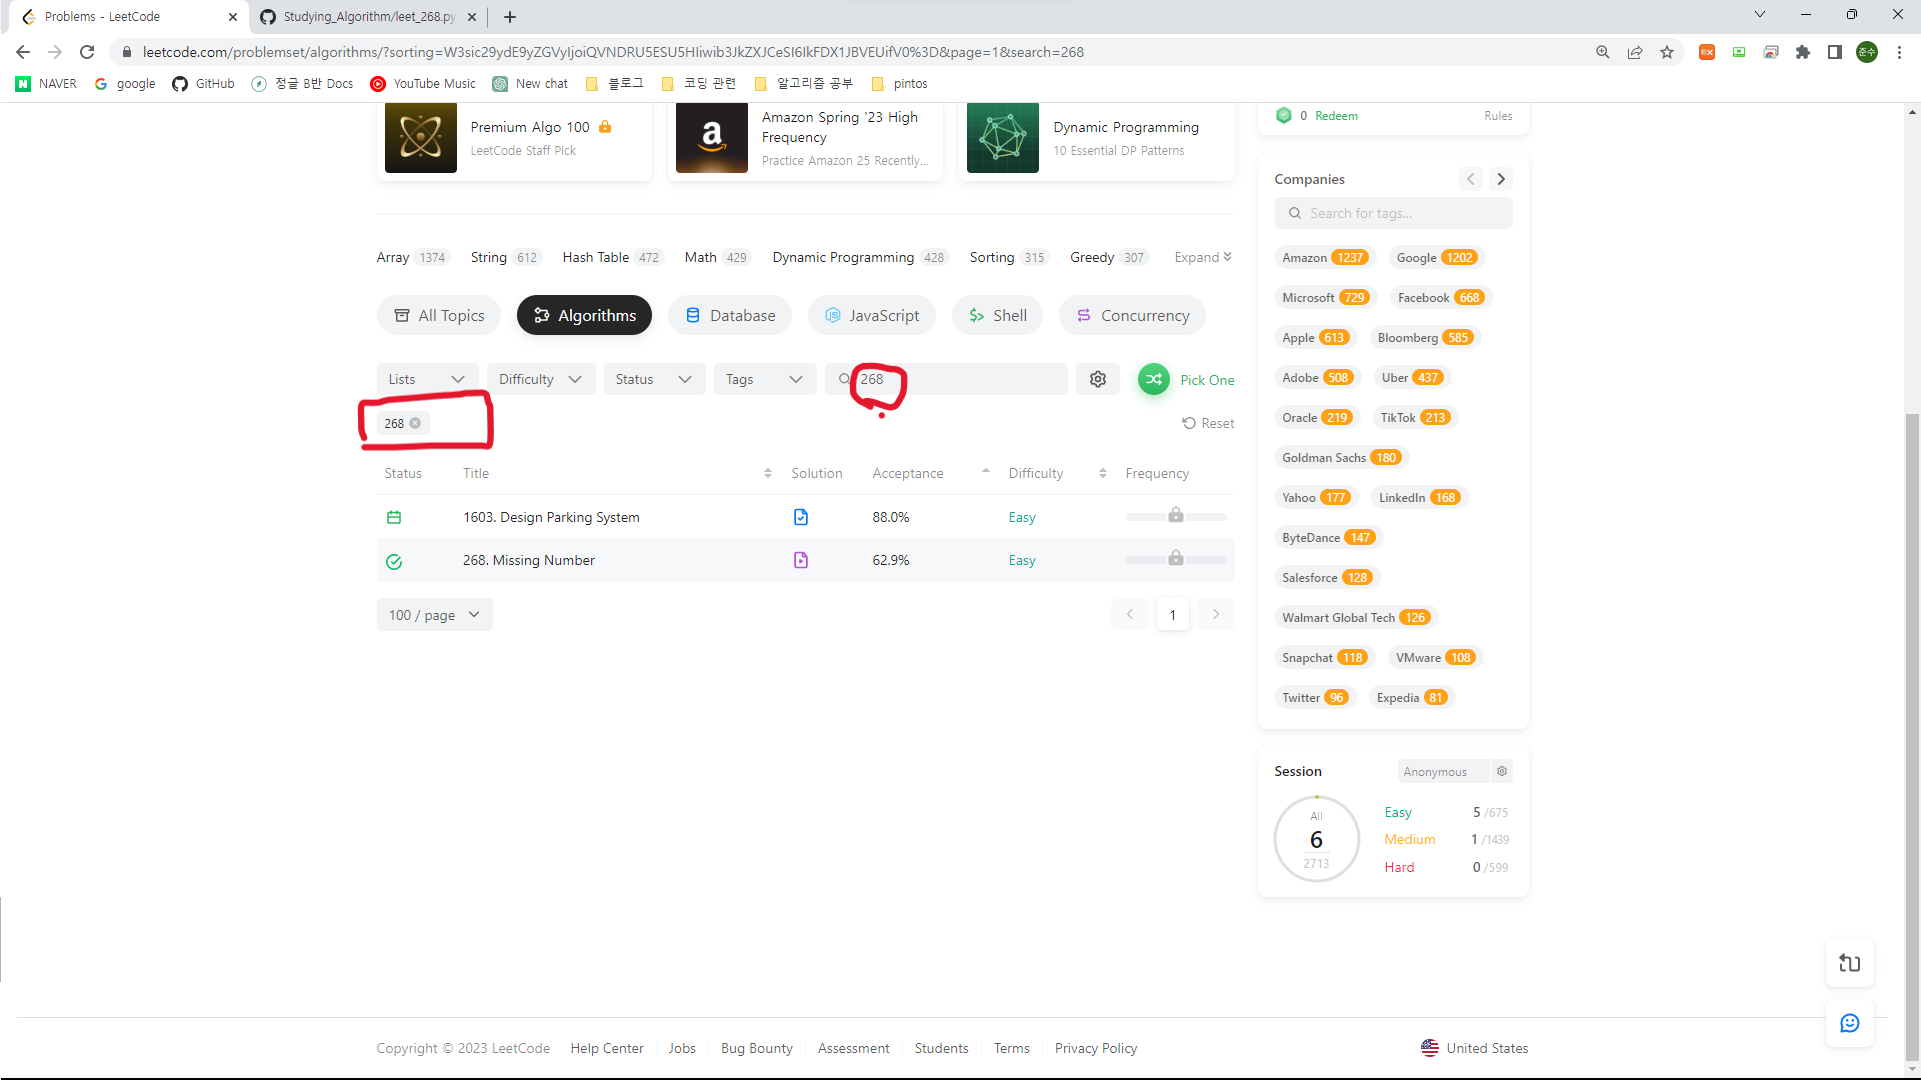 Problems - LeetCode
Studying_Algorithm/leet_268.py
leetcode.com/problemset/algorithms/?sorting=W3sic29ydE9yZGVyIjoiQVNDRU5ESU5HIiwib3JkZXJCeSI6IkFDX1JBVEUifV0%3D&page=1&search=268
EX
준수
NAVER
google
GitHub
정글 B반 Docs
YouTube Music
New chat
블로그
코딩 관련
알고리즘 공부
pintos
Premium Algo 100
LeetCode Staff Pick
Amazon Spring '23 High
Frequency
Practice Amazon 25 Recently...
Dynamic Programming
10 Essential DP Patterns
0 Redeem
Rules
Array 1374
String 612
Hash Table 472
Math 429
Dynamic Programming 428
Sorting 315
Greedy 307
Expand
All Topics
Algorithms
Database
JavaScript
Shell
Concurrency
Lists
Difficulty
Status
Tags
268
Pick One
268
Reset
Status Title Solution Acceptance Difficulty Frequency
1603. Design Parking System 88.0% Easy
268. Missing Number 62.9% Easy
100 / page
1
Companies
Search for tags...
Amazon 1237
Google 1202
Microsoft 729
Facebook 668
Apple 613
Bloomberg 585
Adobe 508
Uber 437
Oracle 219
TikTok 213
Goldman Sachs 180
Yahoo 177
LinkedIn 168
ByteDance 147
Salesforce 128
Walmart Global Tech 126
Snapchat 118
VMware 108
Twitter 96
Expedia 81
Session
Anonymous
All
6
2713
Easy 5 /675
Medium 1 /1439
Hard 0 /599
Copyright © 2023 LeetCode
Help Center
Jobs
Bug Bounty
Assessment
Students
Terms
Privacy Policy
United States